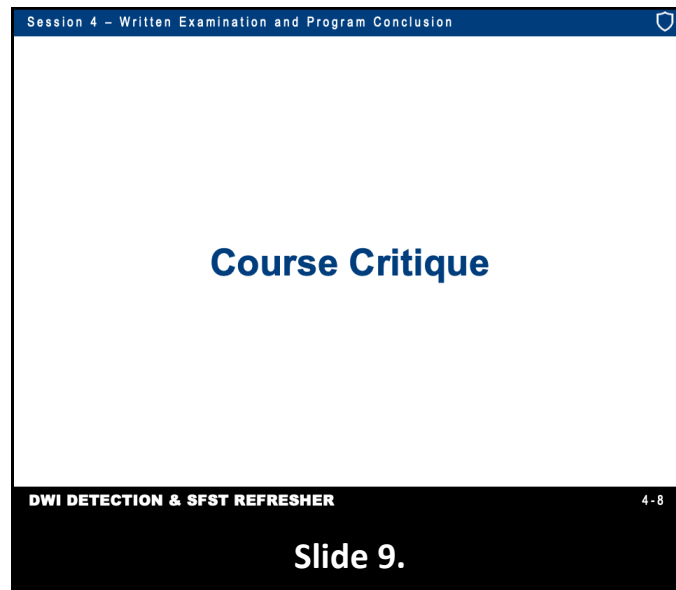 Session 4 – Written Examination and Program Conclusion
Course Critique
DWI DETECTION & SFST REFRESHER 4-8
Slide 9.